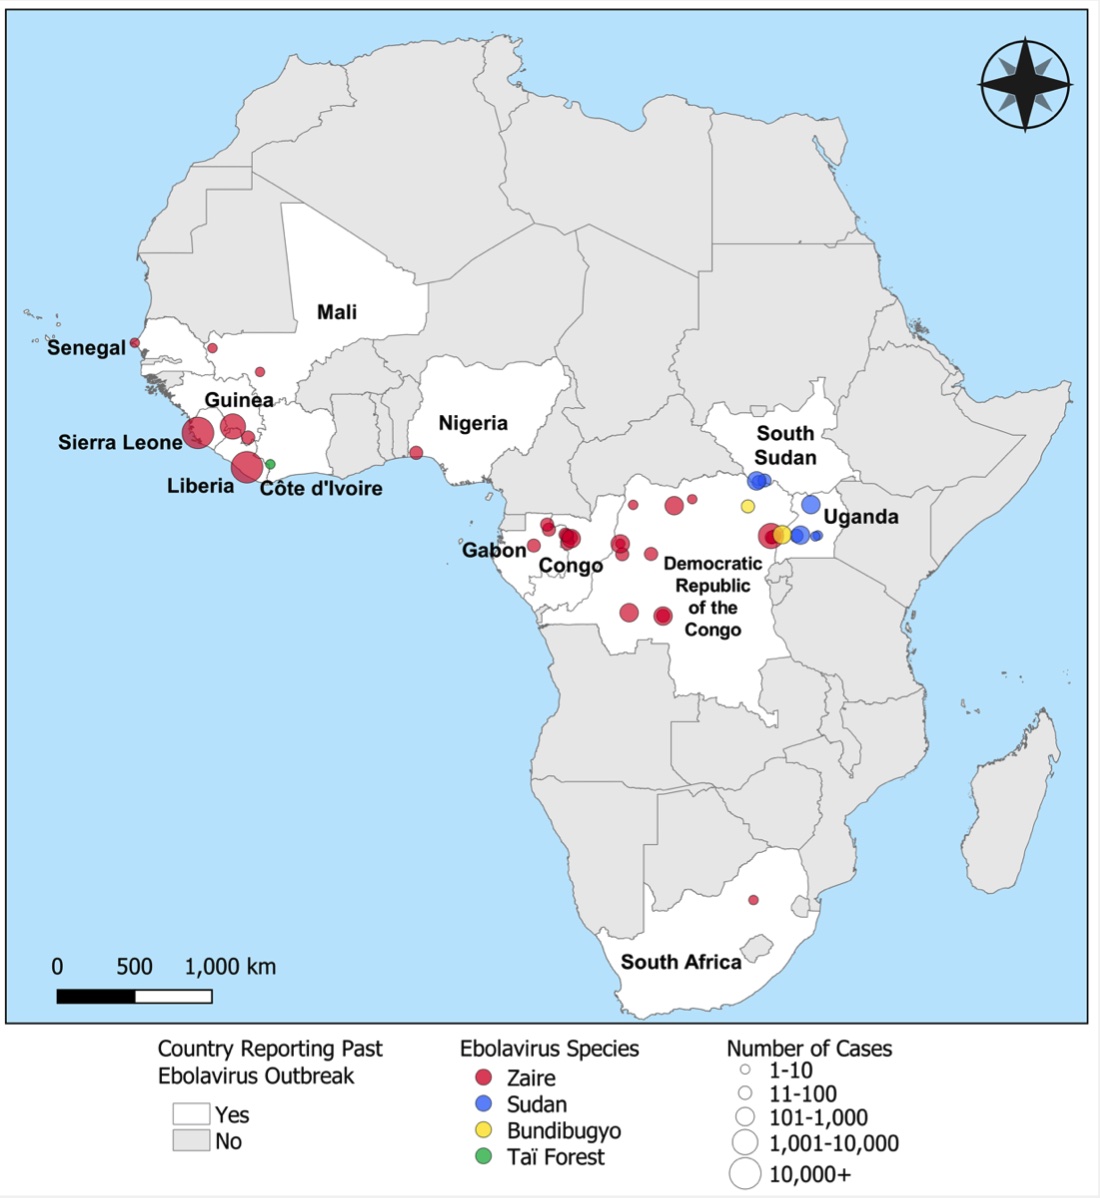 Mali
Senegal
Guinea
Nigeria
Sierra Leone
South
Sudan
Liberia
Côte d'Ivoire
Uganda
Gabon
Congo
Democratic
Republic
of the
Congo
South Africa
0 500 1,000 km
Country Reporting Past
Ebolavirus Outbreak
Yes
No
Ebolavirus Species
Zaire
Sudan
Bundibugyo
Taï Forest
Number of Cases
1-10
11-100
101-1,000
1,001-10,000
10,000+